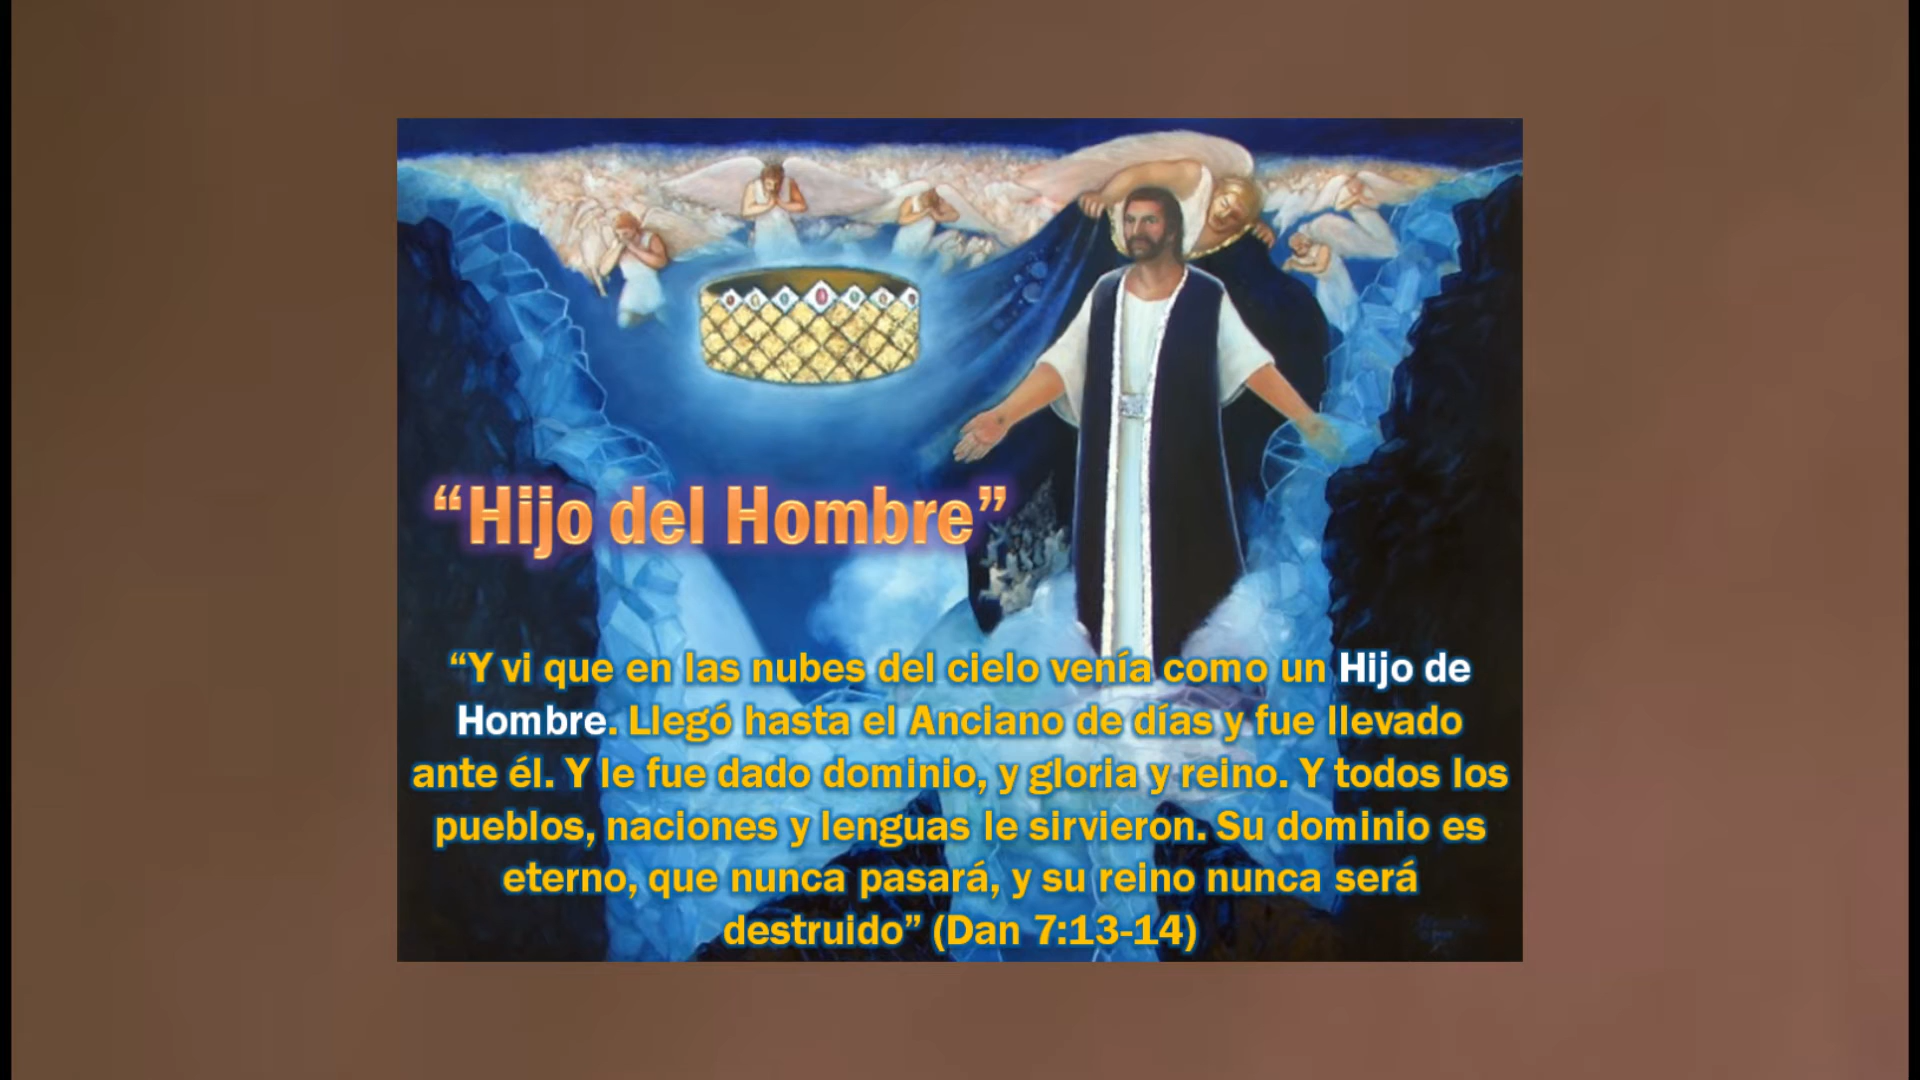 “Hijo del Hombre”
“Y vi que en las nubes del cielo venía como un Hijo de
Hombre. Llegó hasta el Anciano de días y fue llevado
ante él. Y le fue dado dominio, y gloria y reino. Y todos los
pueblos, naciones y lenguas le sirvieron. Su dominio es
eterno, que nunca pasará, y su reino nunca será
destruido” (Dan 7:13-14)